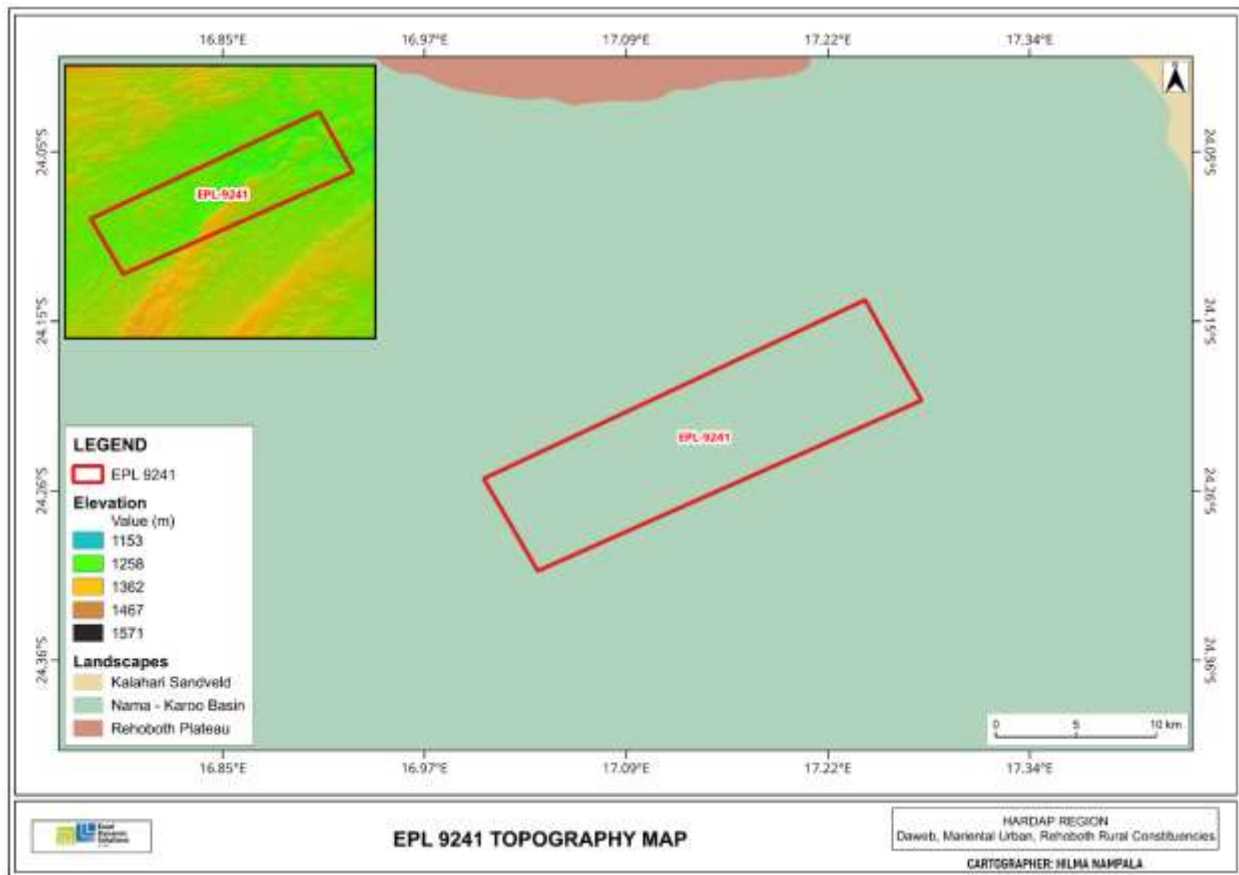 16.85°E 16.97°E 17.09°E 17.22°E 17.34°E
24.05°S
24.05°S
EPL-9241
24.15°S
24.15°S
EPL-9241
LEGEND
EPL 9241
Elevation
Value (m)
1153
1258
1362
1467
1571
Landscapes
Kalahari Sandveld
Nama - Karoo Basin
Rehoboth Plateau
24.26°S
24.26°S
24.36°S
24.36°S
0 5 10 km
16.85°E 16.97°E 17.09°E 17.22°E 17.34°E
Excel
Dynamic
Solutions
EPL 9241 TOPOGRAPHY MAP
HARDAP REGION
Daweb, Mariental Urban, Rehoboth Rural Constituencies
CARTOGRAPHER: HILMA NAMPALA